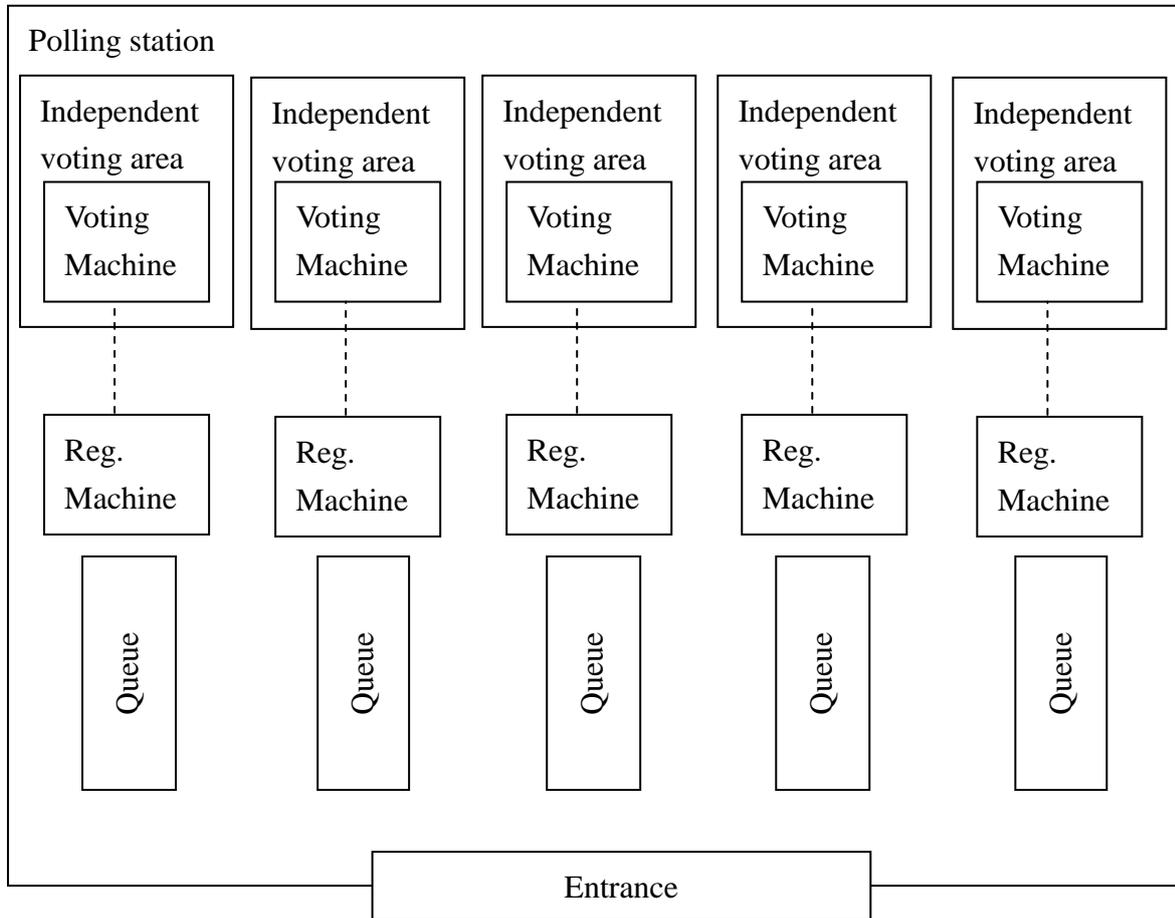 Polling station
Independent
voting area
Voting
Machine
Independent
voting area
Voting
Machine
Independent
voting area
Voting
Machine
Independent
voting area
Voting
Machine
Independent
voting area
Voting
Machine
Reg.
Machine
Reg.
Machine
Reg.
Machine
Reg.
Machine
Reg.
Machine
Queue
Queue
Queue
Queue
Queue
Entrance